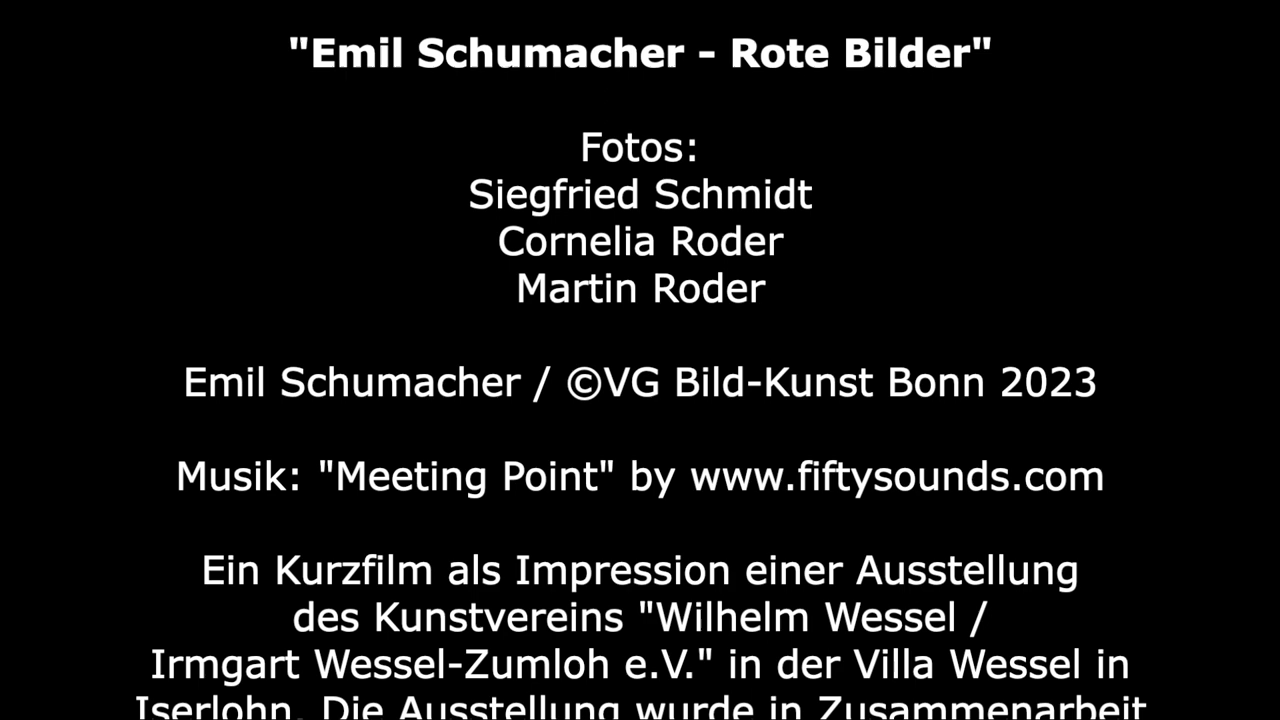 "Emil Schumacher - Rote Bilder"
Fotos:
Siegfried Schmidt
Cornelia Roder
Martin Roder
Emil Schumacher / ©VG Bild-Kunst Bonn 2023
Musik: "Meeting Point" by www.fiftysounds.com
Ein Kurzfilm als Impression einer Ausstellung
des Kunstvereins "Wilhelm Wessel /
Irmgart Wessel-Zumloh e.V." in der Villa Wessel in
Iserlohn. Die Ausstellung wurde in Zusammenarbeit